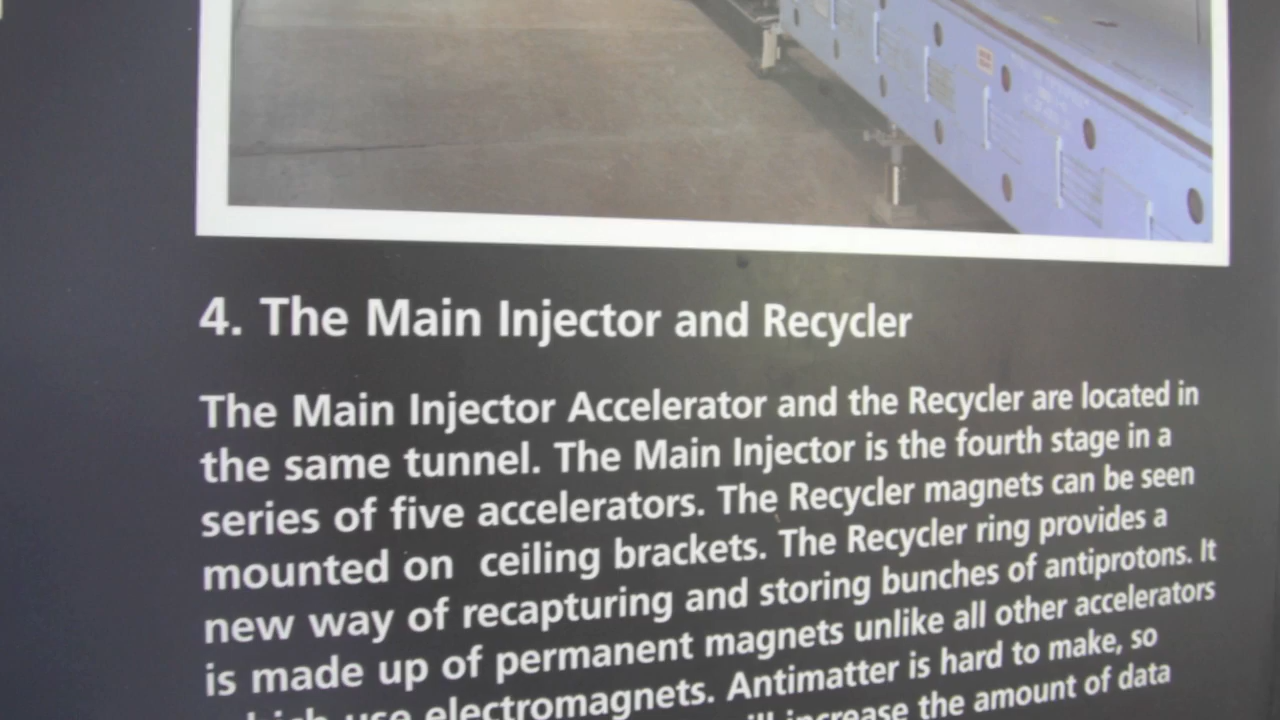 4. The Main Injector and Recycler
The Main Injector Accelerator and the Recycler are located in
the same tunnel. The Main Injector is the fourth stage in a
series of five accelerators. The Recycler magnets can be seen
mounted on ceiling brackets. The Recycler ring provides a
new way of recapturing and storing bunches of antiprotons. It
is made up of permanent magnets unlike all other accelerators
which use electromagnets. Antimatter is hard to make, so
increase the amount of data